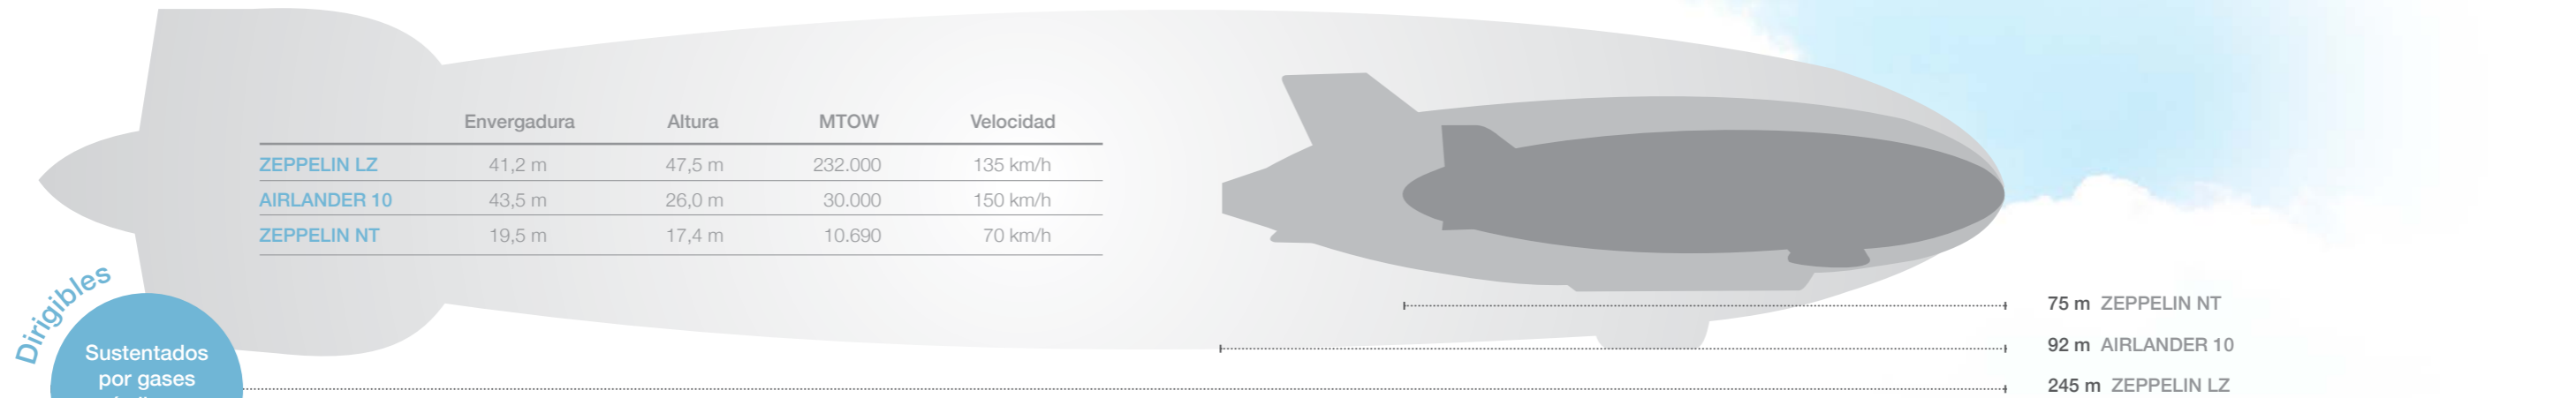 Envergadura Altura MTOW Velocidad
ZEPPELIN LZ 41,2 m 47,5 m 232.000 135 km/h
AIRLANDER 10 43,5 m 26,0 m 30.000 150 km/h
ZEPPELIN NT 19,5 m 17,4 m 10.690 70 km/h
Dirigibles
Sustentados
por gases
75 m ZEPPELIN NT
92 m AIRLANDER 10
245 m ZEPPELIN LZ